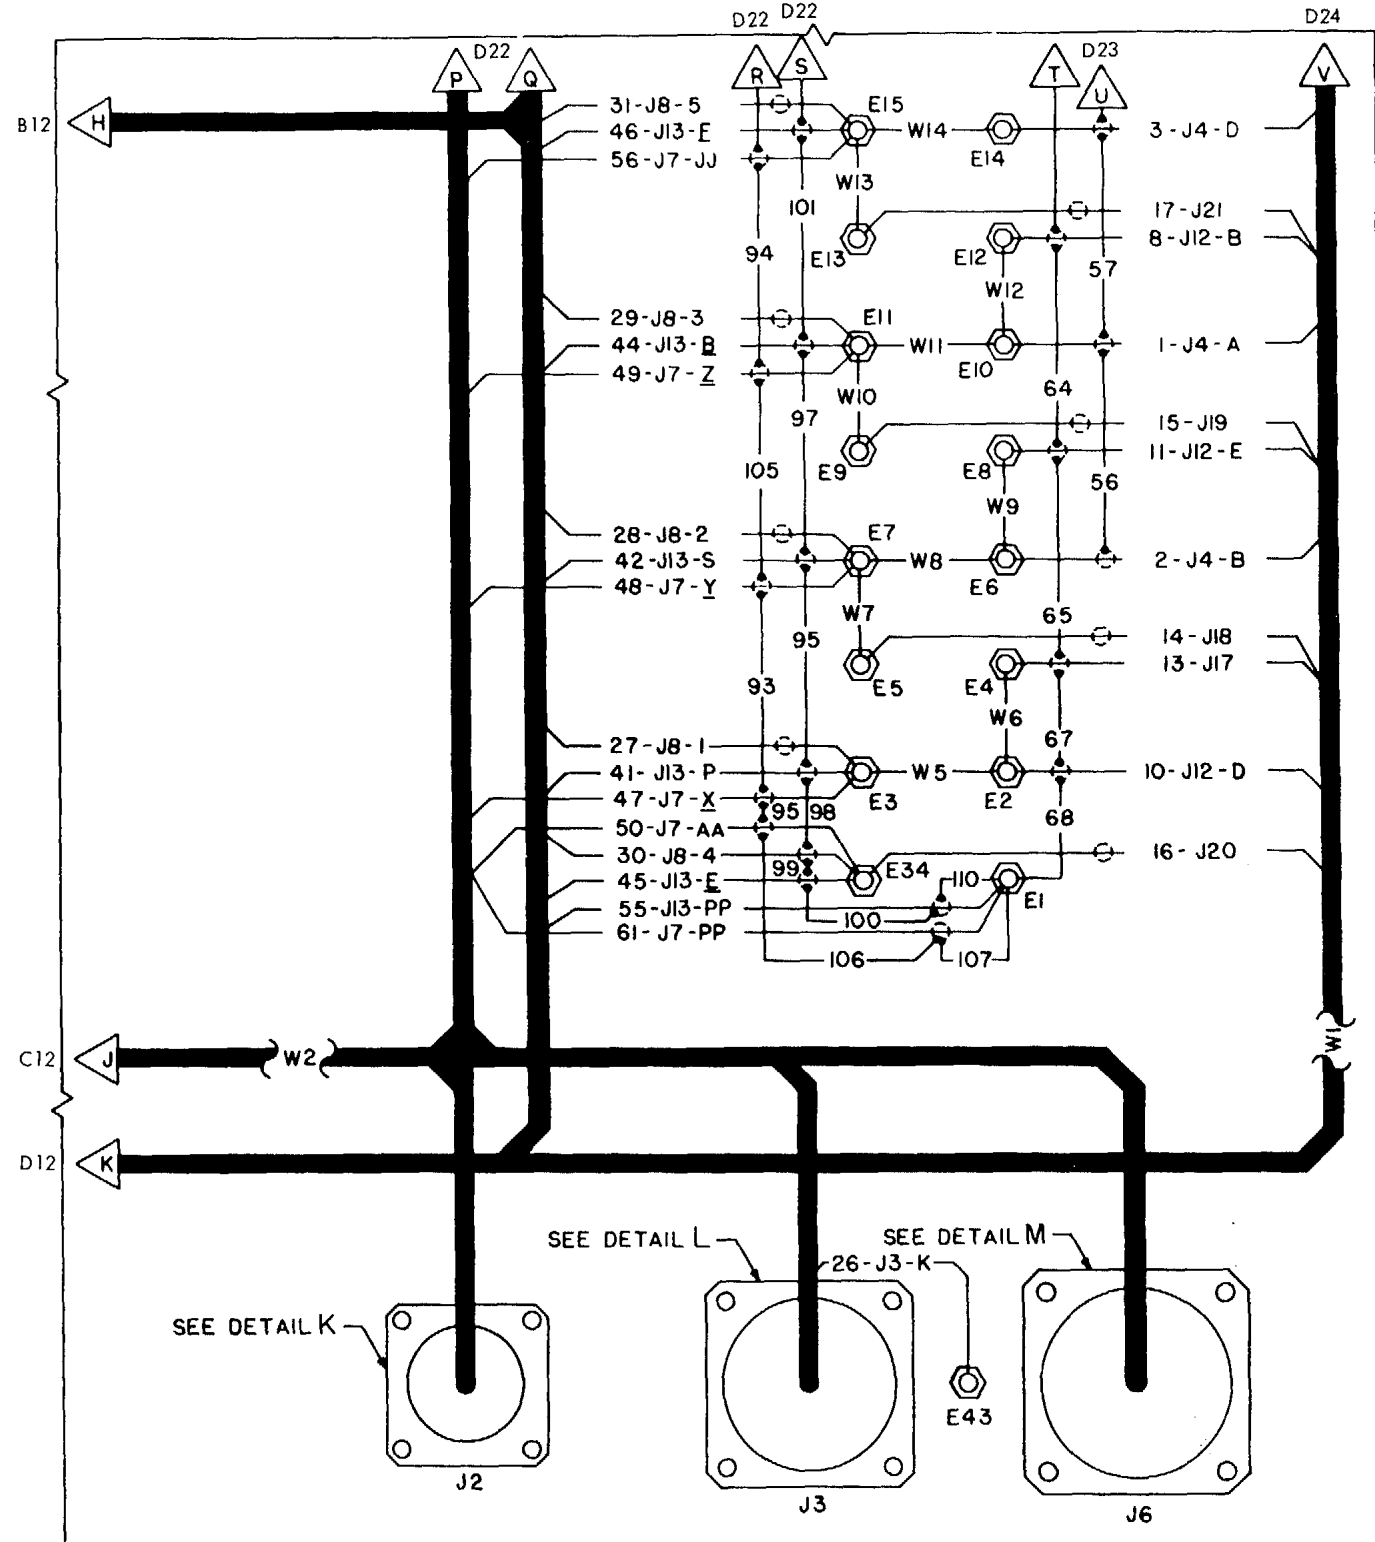 D22 D22 D24
P D22 Q R S T D23 U V
B12 H
31-J8-5 E15
46-J13-F W14 3-J4-D
56-J7-JJ E14
W13
101
17-J21
94 E13 E12 8-J12-B
57
W12
29-J8-3 E11
44-J13-B W11 1-J4-A
49-J7-Z E10
W10 64
97
15-J19
105 E9 E8 11-J12-E
56
W9
28-J8-2 E7
42-J13-S W8 2-J4-B
48-J7-Y E6
W7 65
95 14-J18
13-J17
93 E5 E4
W6
67
27-J8-1
41-J13-P W5 10-J12-D
47-J7-X E3 E2
95 98 68
50-J7-AA
30-J8-4 16-J20
99 E34
45-J13-E 110 E1
55-J13-PP
100
61-J7-PP
106 107
C12 J W2 W1
D12 K
SEE DETAIL L SEE DETAIL M
26-J3-K
SEE DETAIL K
E43
J2 J3 J6